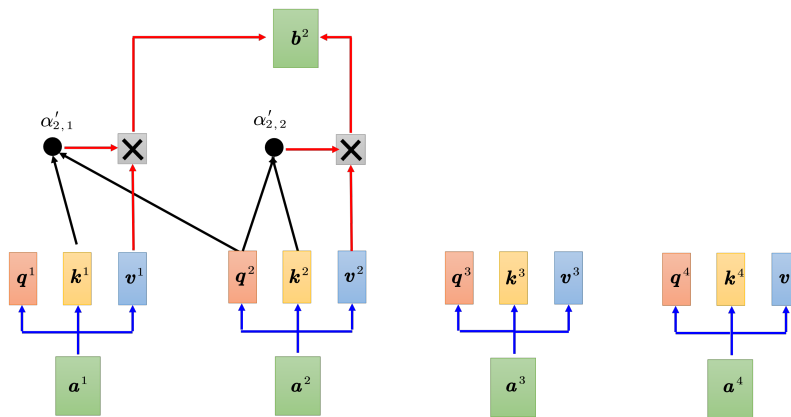 b²
α′₂,₁ α′₂,₂
q¹ k¹ v¹ q² k² v² q³ k³ v³ q⁴ k⁴ v
a¹ a² a³ a⁴